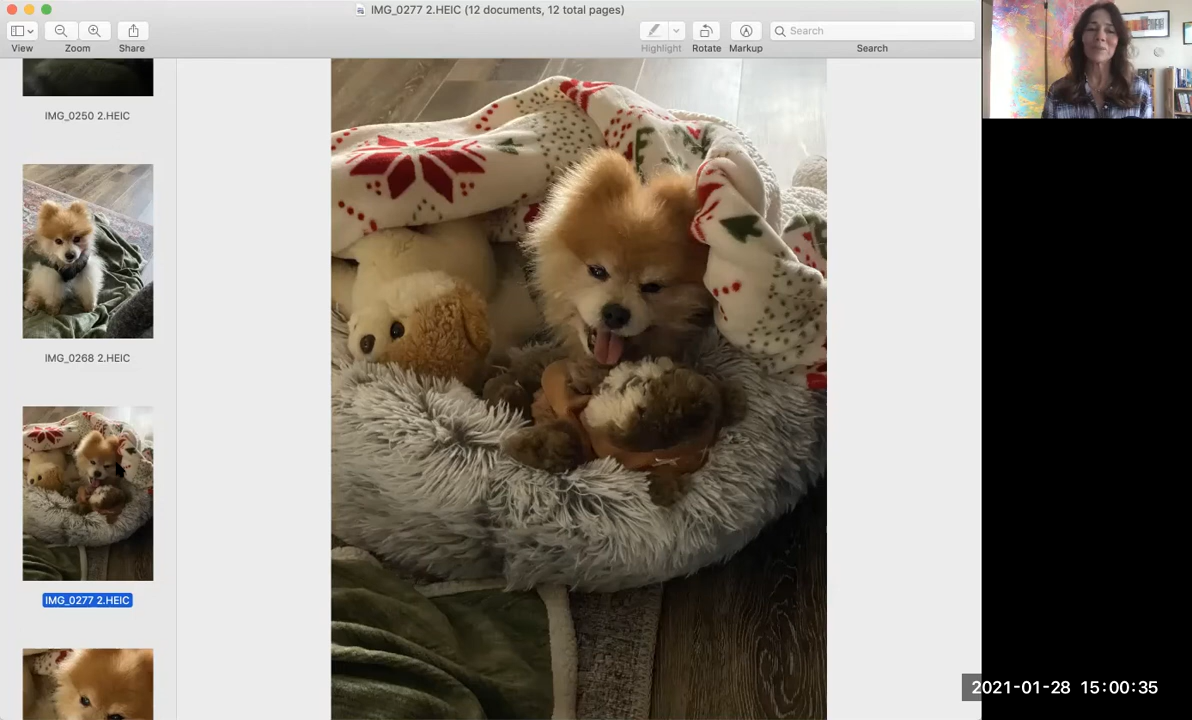 IMG_0277 2.HEIC (12 documents, 12 total pages)
View
Zoom
Share
Highlight
Rotate
Markup
Search
Search
IMG_0250 2.HEIC
IMG_0268 2.HEIC
IMG_0277 2.HEIC
2021-01-28 15:00:35